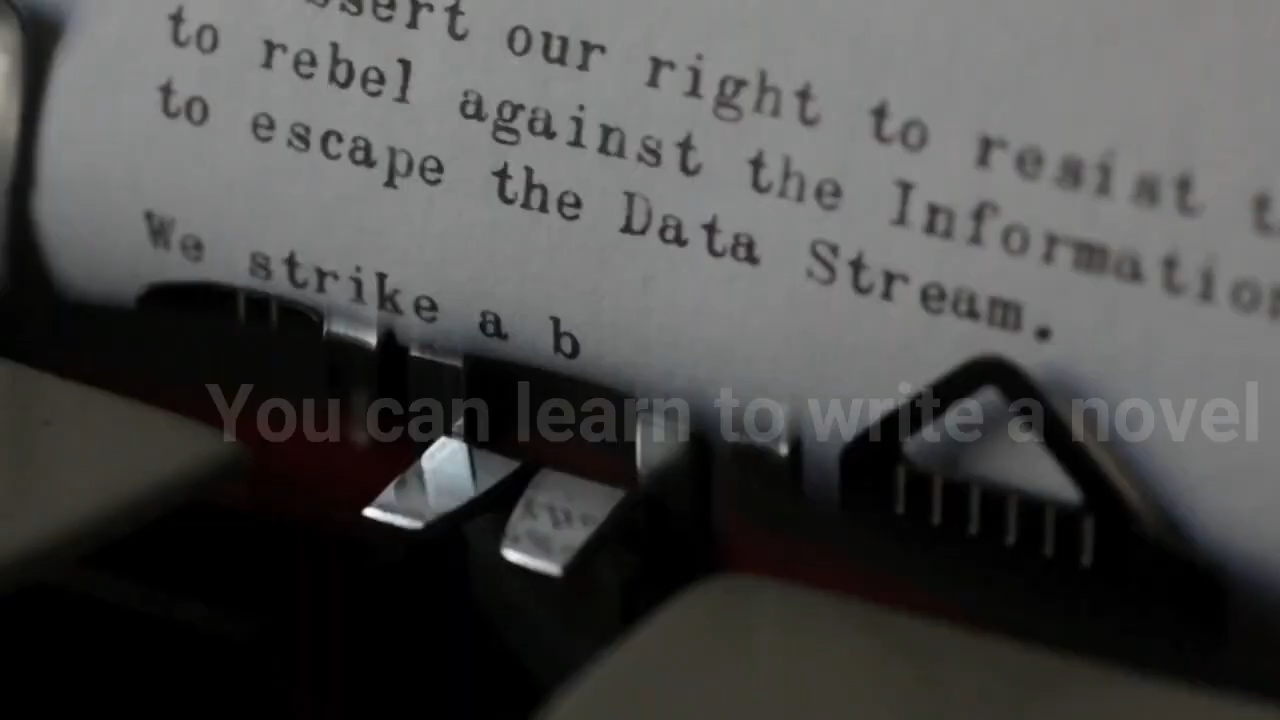 our right to resist
to rebel against the Information
to escape the Data Stream.
We strike a b
You can learn to write a novel